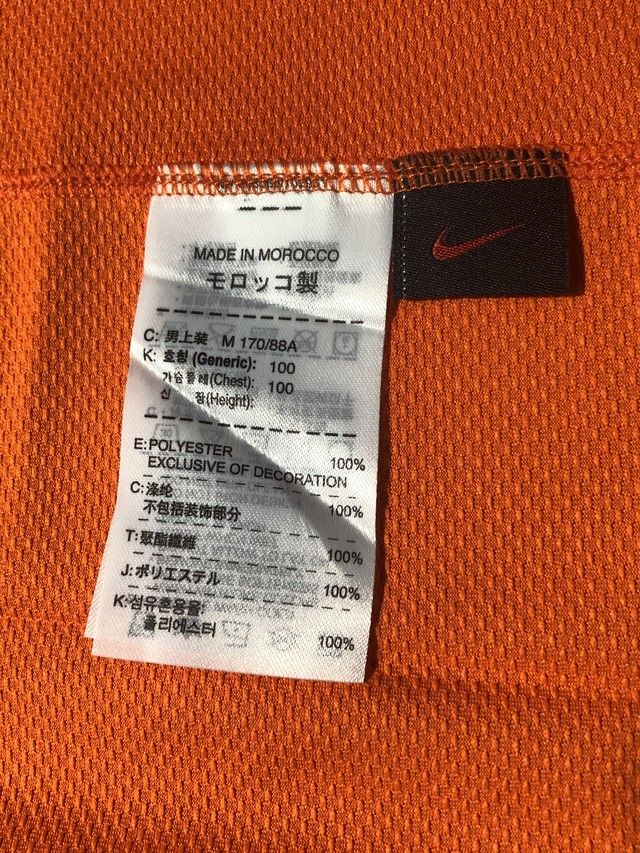 MADE IN MOROCCO
モロッコ製
C: 男上装 M 170/88A
K: 호칭 (Generic): 100
가슴둘레(Chest): 100
신 장(Height):
E: POLYESTER 100%
EXCLUSIVE OF DECORATION
C: 涤纶 100%
不包括装饰部分
T: 聚酯纖維 100%
J: ポリエステル 100%
K: 섬유혼용율:
폴리에스터 100%